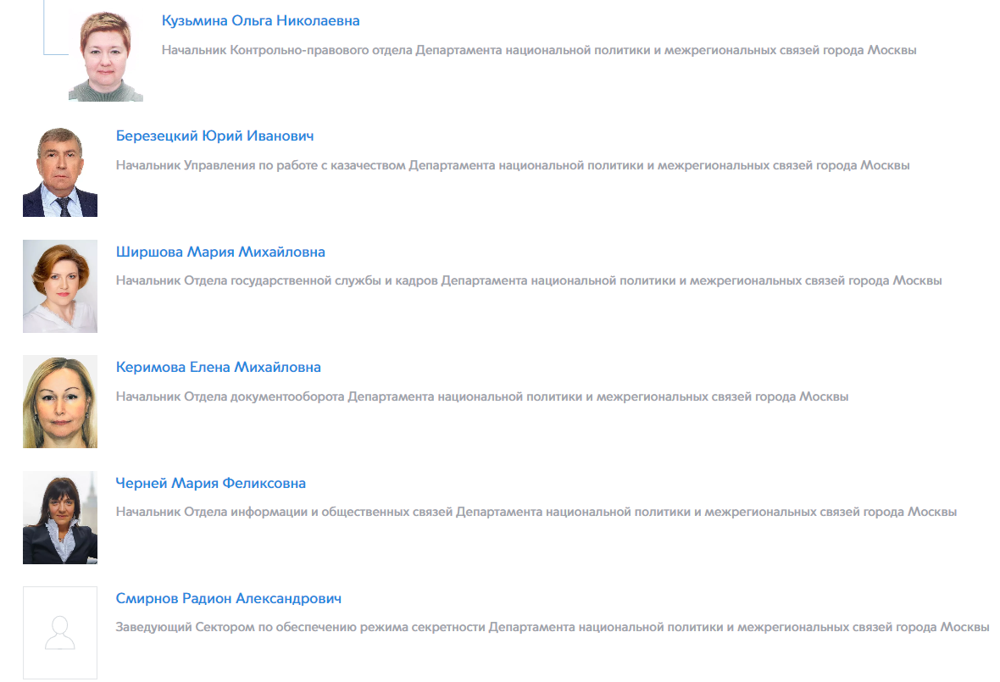 Кузьмина Ольга Николаевна
Начальник Контрольно-правового отдела Департамента национальной политики и межрегиональных связей города Москвы
Березецкий Юрий Иванович
Начальник Управления по работе с казачеством Департамента национальной политики и межрегиональных связей города Москвы
Ширшова Мария Михайловна
Начальник Отдела государственной службы и кадров Департамента национальной политики и межрегиональных связей города Москвы
Керимова Елена Михайловна
Начальник Отдела документооборота Департамента национальной политики и межрегиональных связей города Москвы
Черней Мария Феликсовна
Начальник Отдела информации и общественных связей Департамента национальной политики и межрегиональных связей города Москвы
Смирнов Радион Александрович
Заведующий Сектором по обеспечению режима секретности Департамента национальной политики и межрегиональных связей города Москвы